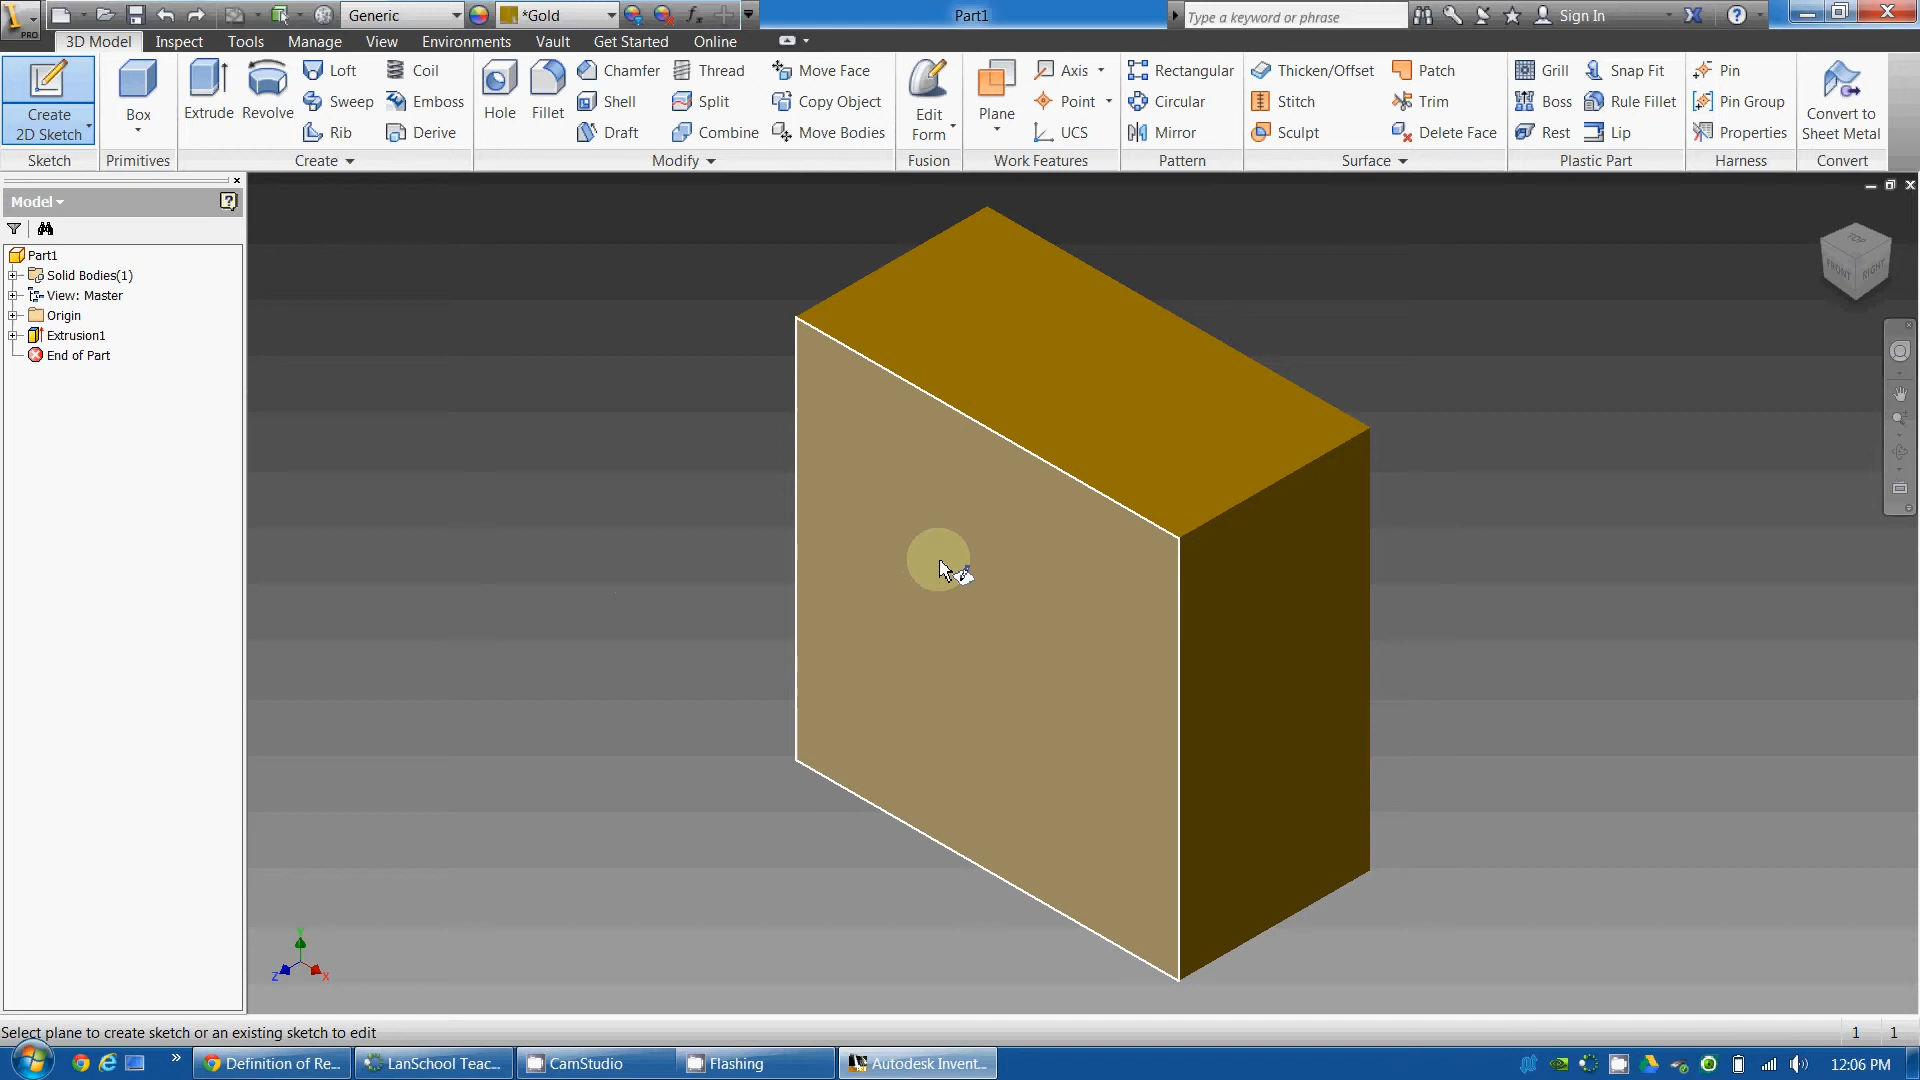 PRO
Generic
*Gold
Part1
Type a keyword or phrase
Sign In
3D Model
Inspect
Tools
Manage
View
Environments
Vault
Get Started
Online
Create
2D Sketch
Box
Extrude
Revolve
Loft
Sweep
Rib
Coil
Emboss
Derive
Hole
Fillet
Chamfer
Shell
Draft
Thread
Split
Combine
Move Face
Copy Object
Move Bodies
Edit
Form
Plane
Axis
Point
UCS
Rectangular
Circular
Mirror
Thicken/Offset
Stitch
Sculpt
Patch
Trim
Delete Face
Grill
Boss
Rest
Snap Fit
Rule Fillet
Lip
Pin
Pin Group
Properties
Convert to
Sheet Metal
Sketch
Primitives
Create
Modify
Fusion
Work Features
Pattern
Surface
Plastic Part
Harness
Convert
Model
Part1
Solid Bodies(1)
View: Master
Origin
Extrusion1
End of Part
TOP
FRONT
RIGHT
Y
Z
X
Select plane to create sketch or an existing sketch to edit
1
1
Definition of Re...
LanSchool Teac...
CamStudio
Flashing
Autodesk Invent...
12:06 PM